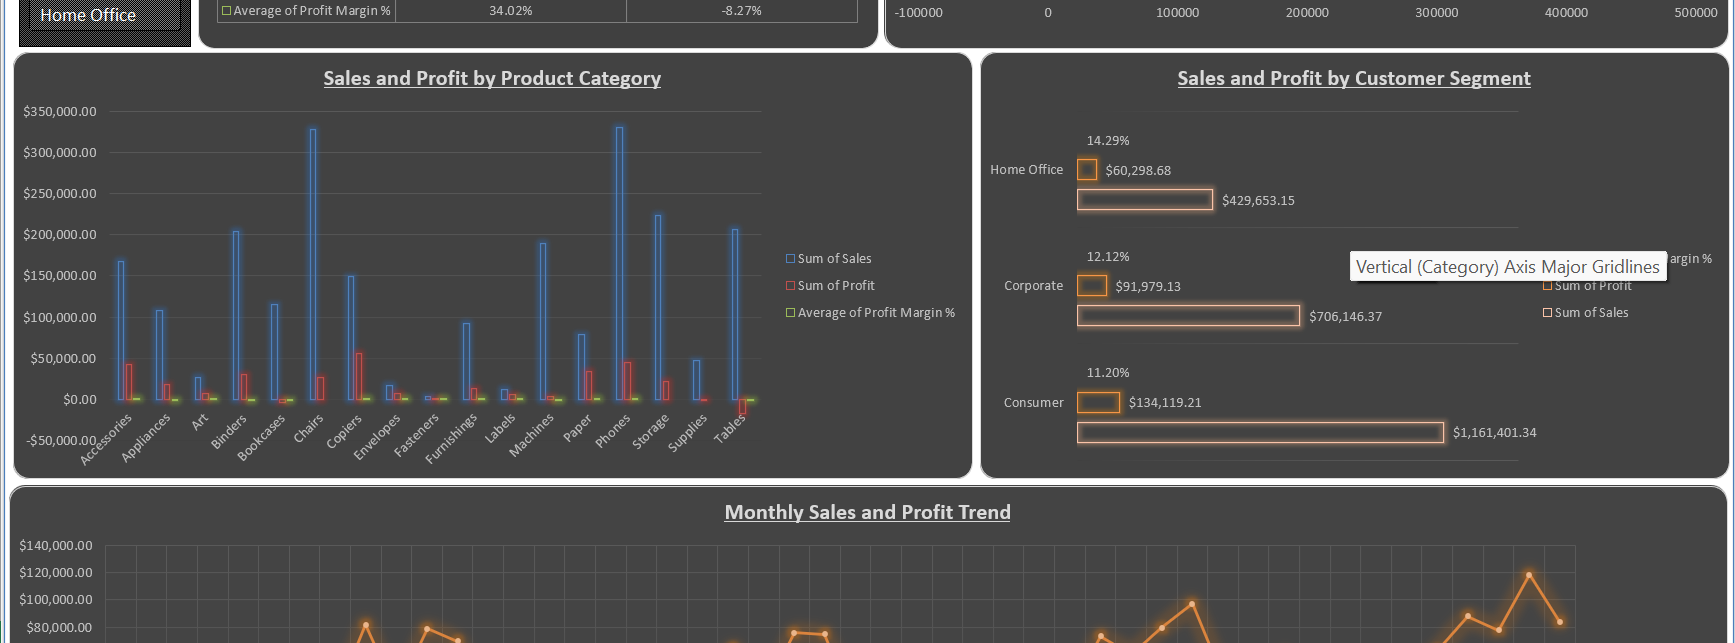 Home Office
Average of Profit Margin % 34.02% -8.27%
-100000 0 100000 200000 300000 400000 500000
Sales and Profit by Product Category
$350,000.00
$300,000.00
$250,000.00
$200,000.00
$150,000.00
$100,000.00
$50,000.00
$0.00
-$50,000.00
Accessories
Appliances
Art
Binders
Bookcases
Chairs
Copiers
Envelopes
Fasteners
Furnishings
Labels
Machines
Paper
Phones
Storage
Supplies
Tables
Sum of Sales
Sum of Profit
Average of Profit Margin %
Sales and Profit by Customer Segment
14.29%
Home Office $60,298.68
$429,653.15
12.12%
Corporate $91,979.13
$706,146.37
11.20%
Consumer $134,119.21
$1,161,401.34
Vertical (Category) Axis Major Gridlines
argin %
Sum of Profit
Sum of Sales
Monthly Sales and Profit Trend
$140,000.00
$120,000.00
$100,000.00
$80,000.00